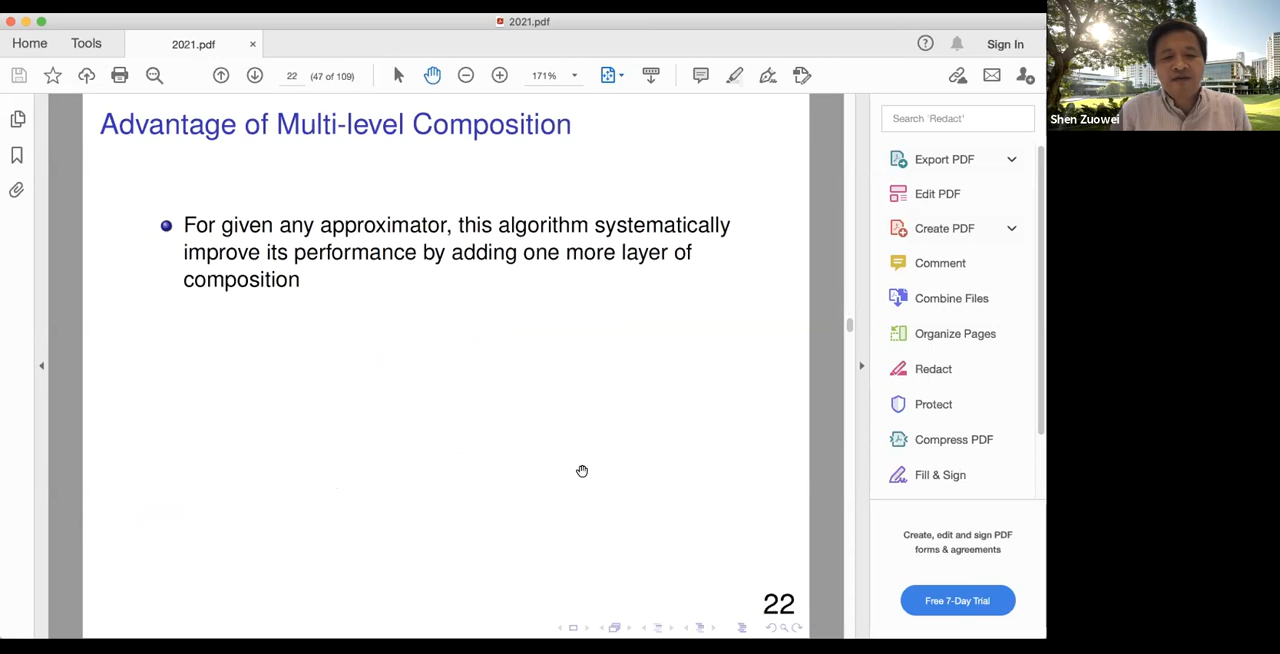 2021.pdf
Home
Tools
2021.pdf
Sign In
22
(47 of 109)
171%
Shen Zuowei
Advantage of Multi-level Composition
For given any approximator, this algorithm systematically
improve its performance by adding one more layer of
composition
22
Search 'Redact'
Export PDF
Edit PDF
Create PDF
Comment
Combine Files
Organize Pages
Redact
Protect
Compress PDF
Fill & Sign
Create, edit and sign PDF
forms & agreements
Free 7-Day Trial